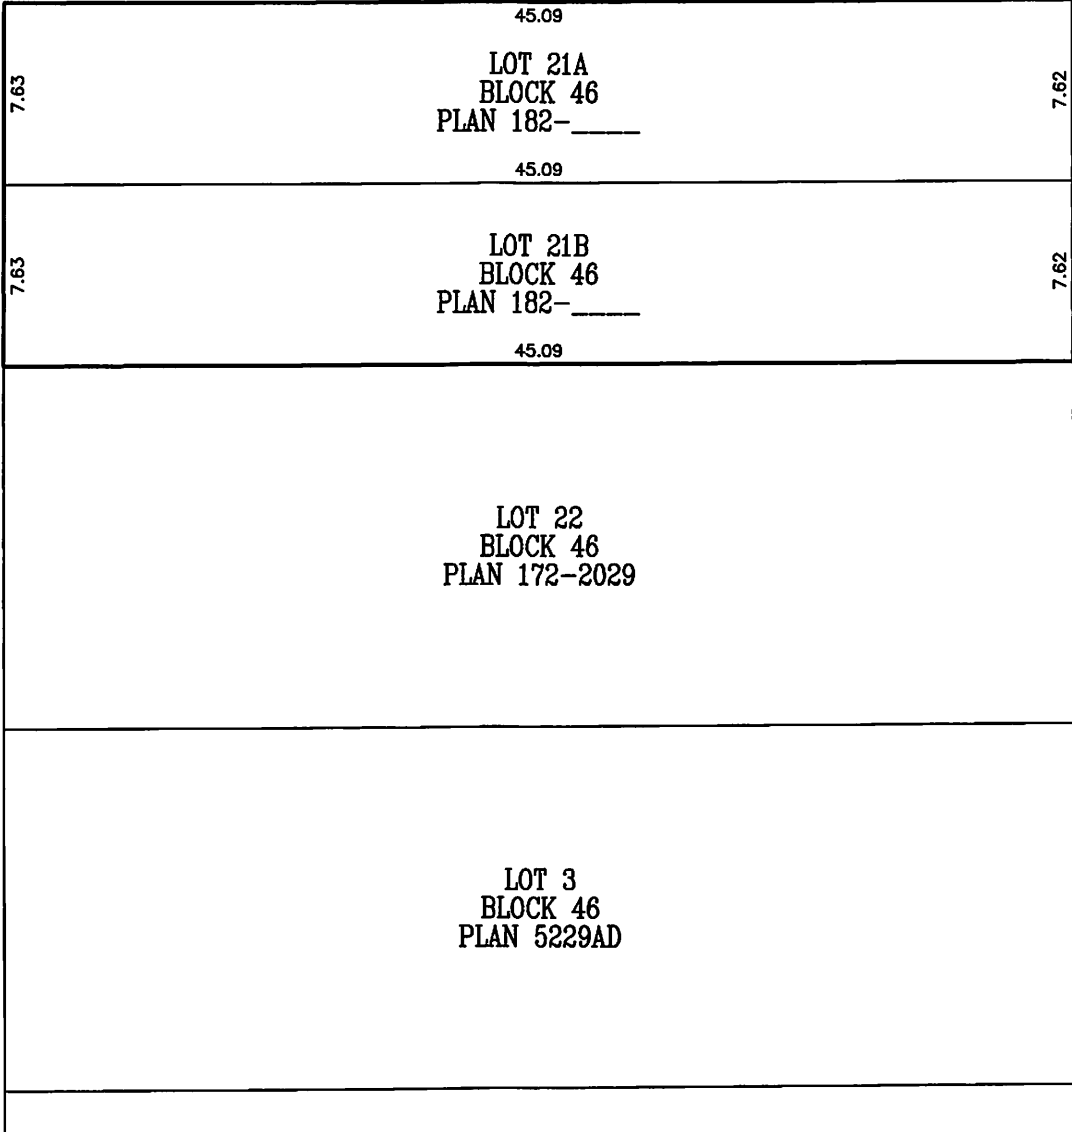 45.09
LOT 21A
BLOCK 46
PLAN 182-____
7.63
7.62
45.09
LOT 21B
BLOCK 46
PLAN 182-____
7.63
7.62
45.09
LOT 22
BLOCK 46
PLAN 172-2029
LOT 3
BLOCK 46
PLAN 5229AD